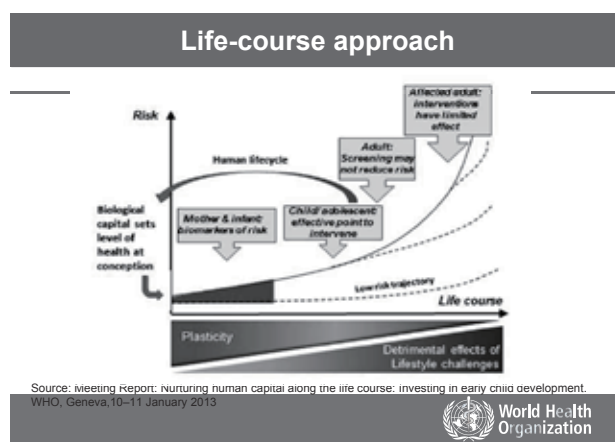 Life-course approach
Affected adult:
interventions
have limited
effect
Risk
Adult:
Screening may
not reduce risk
Human lifecycle
Biological
capital sets
level of
health at
conception
Mother & infant:
biomarkers of risk
Child/adolescent:
effective point to
intervene
Low risk trajectory
Life course
Plasticity
Detrimental effects of
Lifestyle challenges
Source: Meeting Report: Nurturing human capital along the life course: Investing in early child development.
WHO, Geneva,10–11 January 2013
World Health
Organization